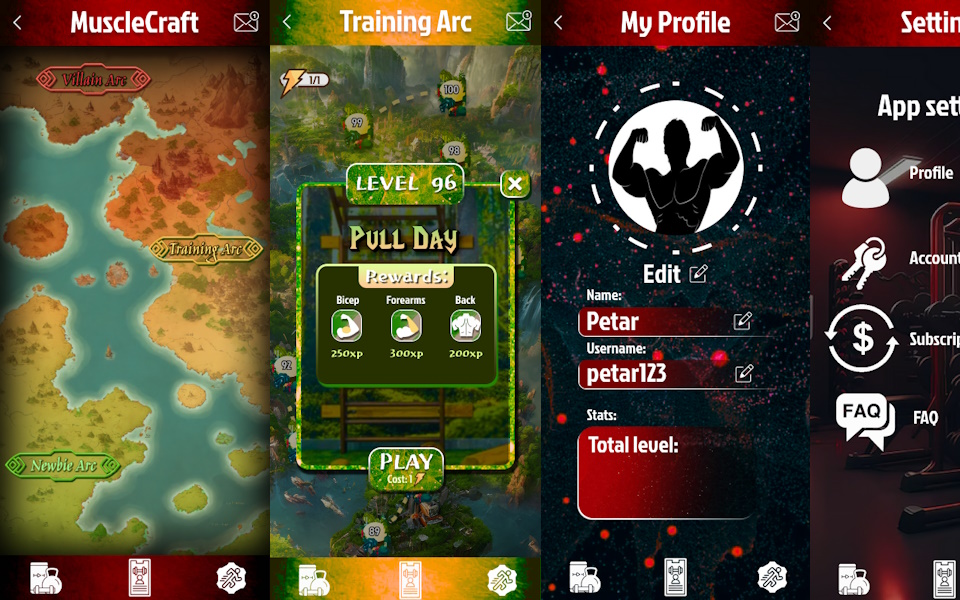 MuscleCraft
Villain Arc
Training Arc
Newbie Arc
Training Arc
1/1
100
99
98
LEVEL 96
PULL DAY
Rewards:
Bicep Forearms Back
250XP 300XP 200XP
92
PLAY
Cost: 1
89
My Profile
Edit
Name:
Petar
Username:
petar123
Stats:
Total level:
Settin
App sett
Profile
Account
$
Subscrip
FAQ
FAQ